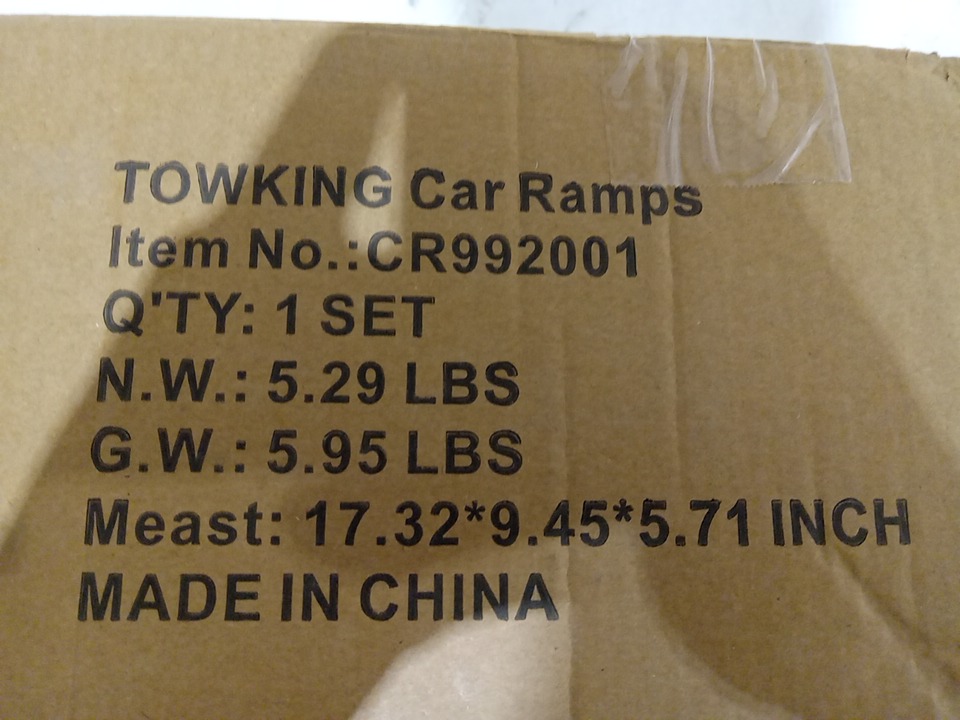 TOWKING Car Ramps
Item No.:CR992001
Q'TY: 1 SET
N.W.: 5.29 LBS
G.W.: 5.95 LBS
Meast: 17.32*9.45*5.71 INCH
MADE IN CHINA